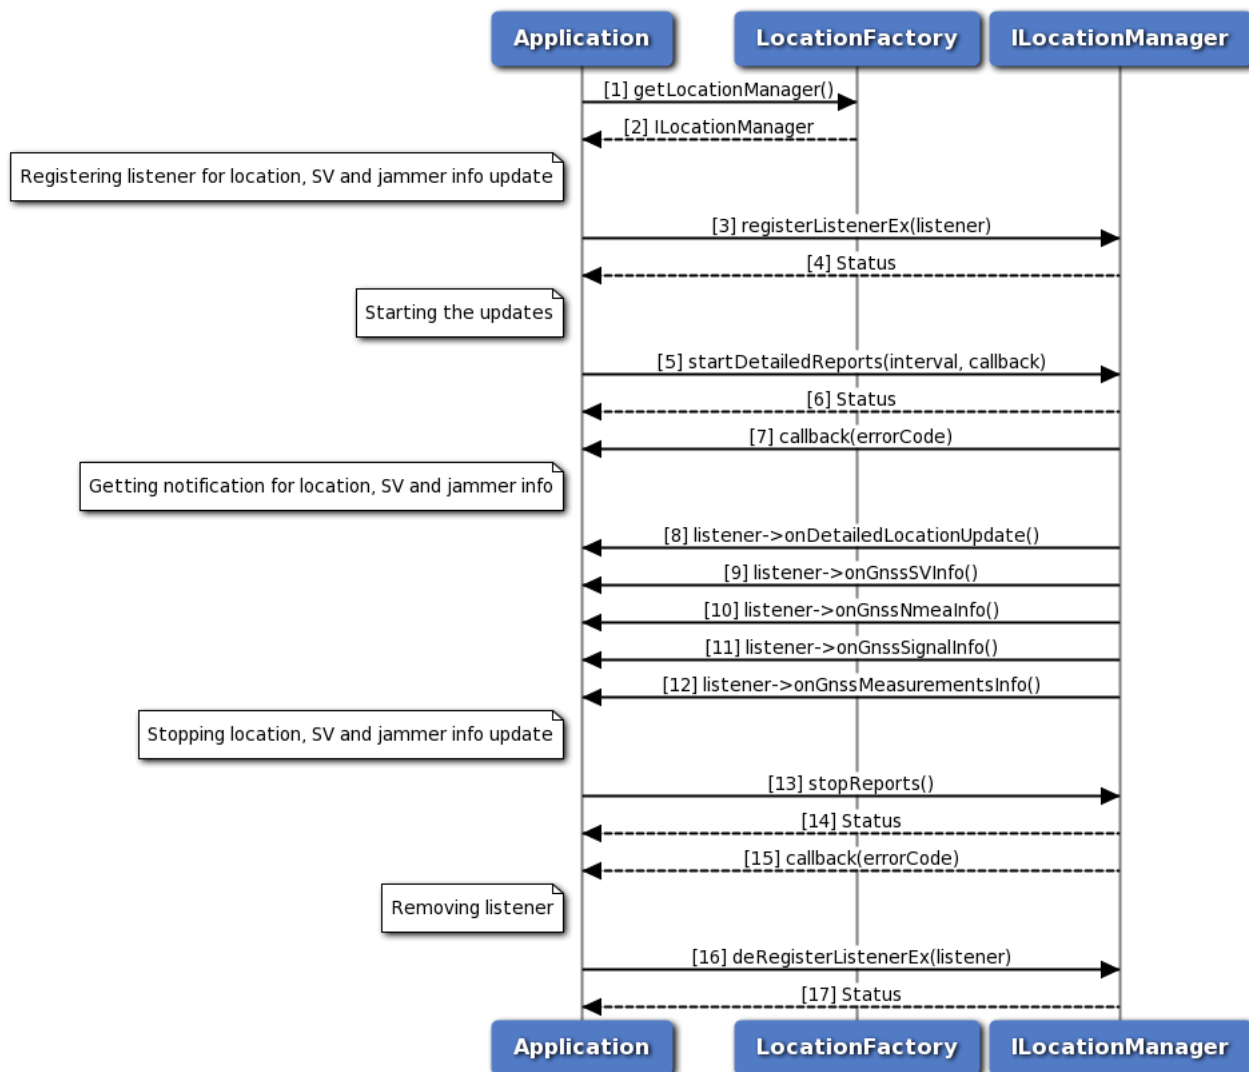 Application LocationFactory ILocationManager
[1] getLocationManager()
[2] ILocationManager
Registering listener for location, SV and jammer info update
[3] registerListenerEx(listener)
[4] Status
Starting the updates
[5] startDetailedReports(interval, callback)
[6] Status
[7] callback(errorCode)
Getting notification for location, SV and jammer info
[8] listener->onDetailedLocationUpdate()
[9] listener->onGnssSVInfo()
[10] listener->onGnssNmeaInfo()
[11] listener->onGnssSignalInfo()
[12] listener->onGnssMeasurementsInfo()
Stopping location, SV and jammer info update
[13] stopReports()
[14] Status
[15] callback(errorCode)
Removing listener
[16] deRegisterListenerEx(listener)
[17] Status
Application LocationFactory ILocationManager